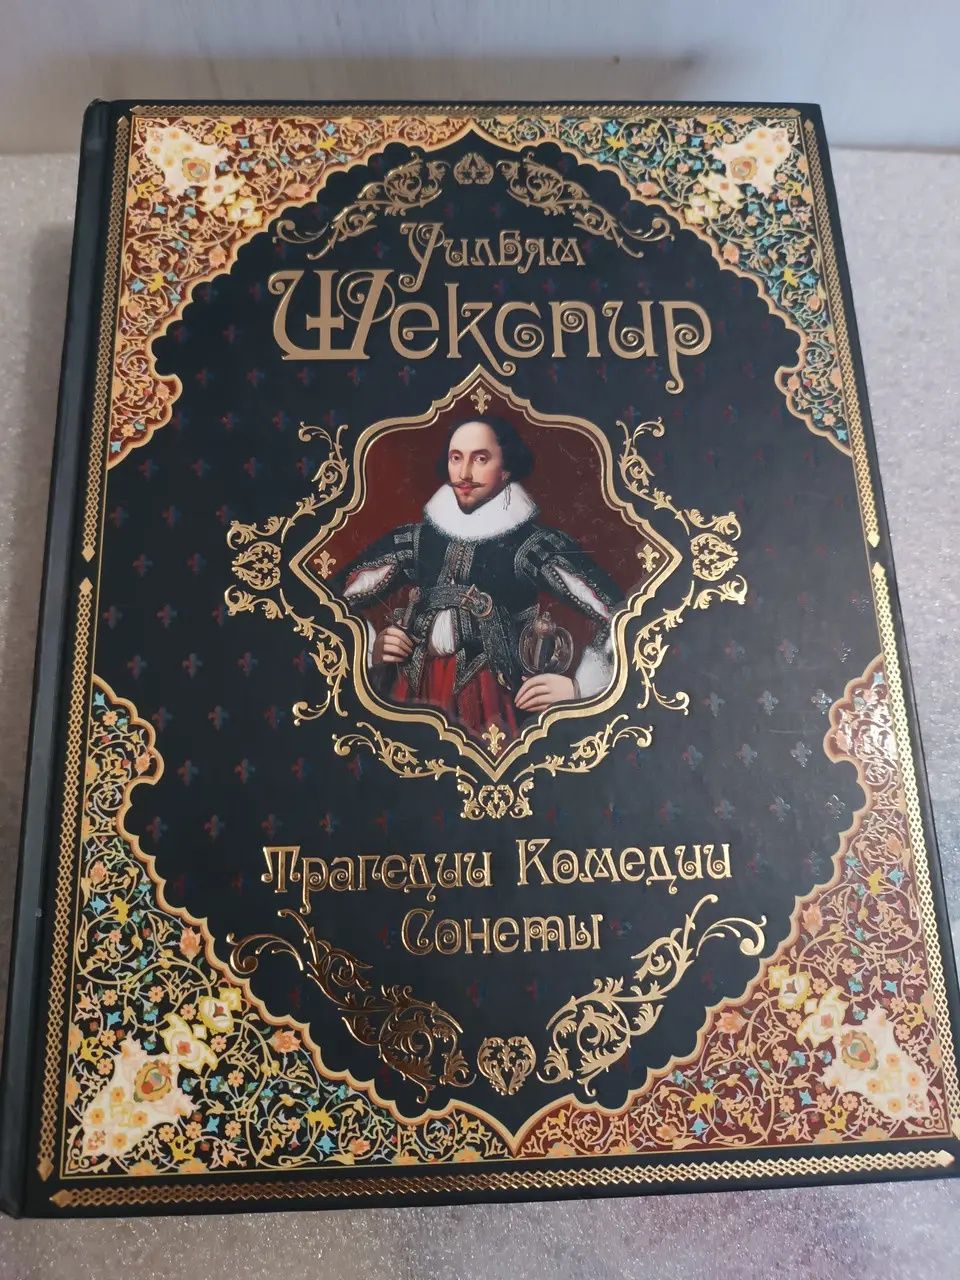 Уильям
Шекспир
Трагедии Комедии
Сонеты